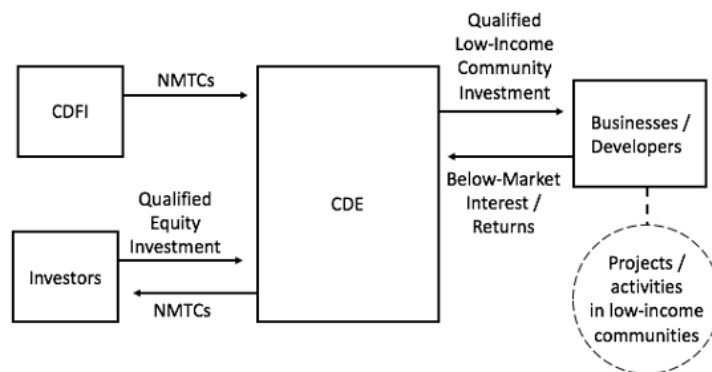 Qualified
Low-Income
Community
Investment
NMTCs
CDFI
Businesses /
Developers
Below-Market
Interest /
Returns
CDE
Qualified
Equity
Investment
Investors
NMTCs
Projects /
activities
in low-income
communities